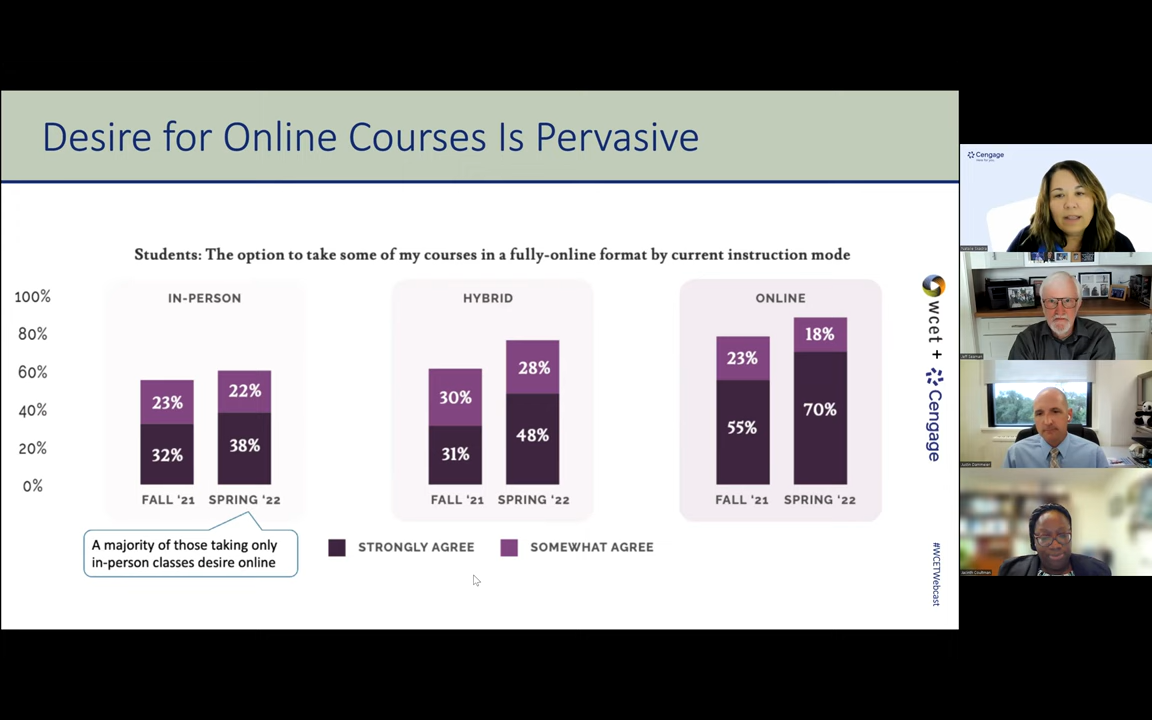 Desire for Online Courses Is Pervasive
Students: The option to take some of my courses in a fully-online format by current instruction mode
100%
80%
60%
40%
20%
0%
IN-PERSON
23%
32%
22%
38%
FALL '21
SPRING '22
HYBRID
30%
31%
28%
48%
FALL '21
SPRING '22
ONLINE
23%
55%
18%
70%
FALL '21
SPRING '22
A majority of those taking only
in-person classes desire online
STRONGLY AGREE
SOMEWHAT AGREE
wcet + Cengage
#WCETWebcast
Cengage